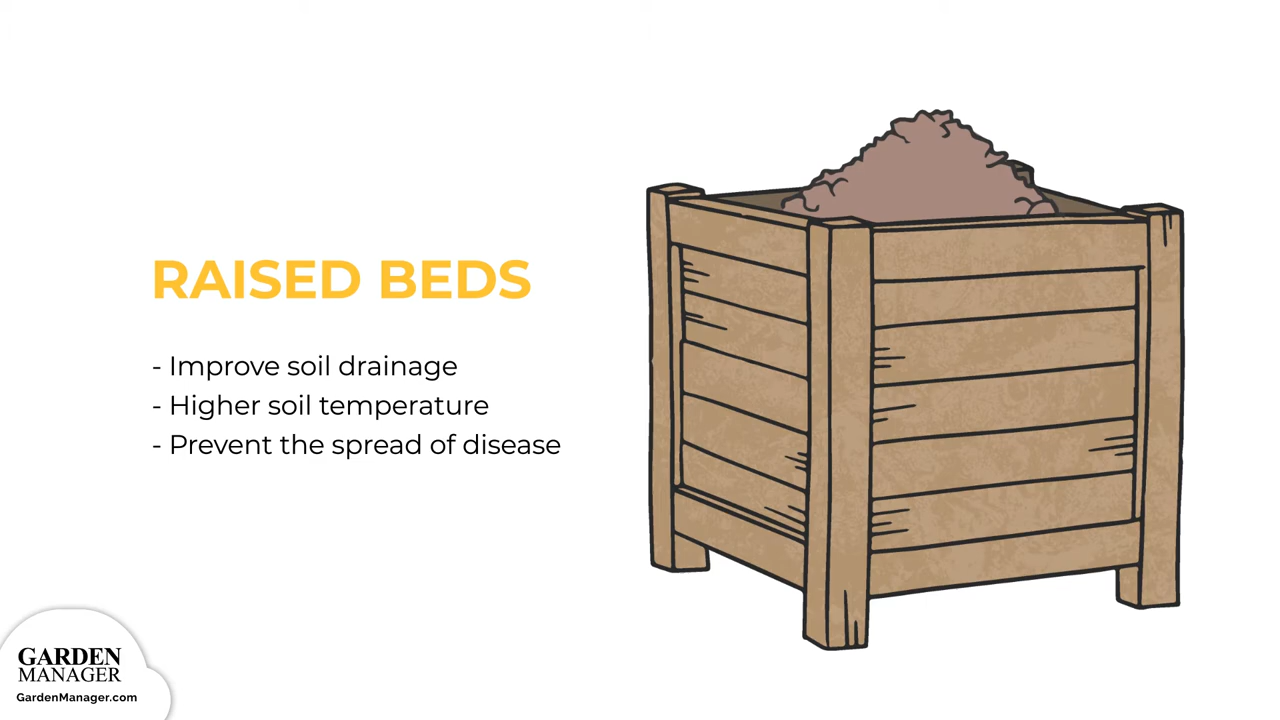 RAISED BEDS
- Improve soil drainage
- Higher soil temperature
- Prevent the spread of disease
GARDEN
MANAGER
GardenManager.com